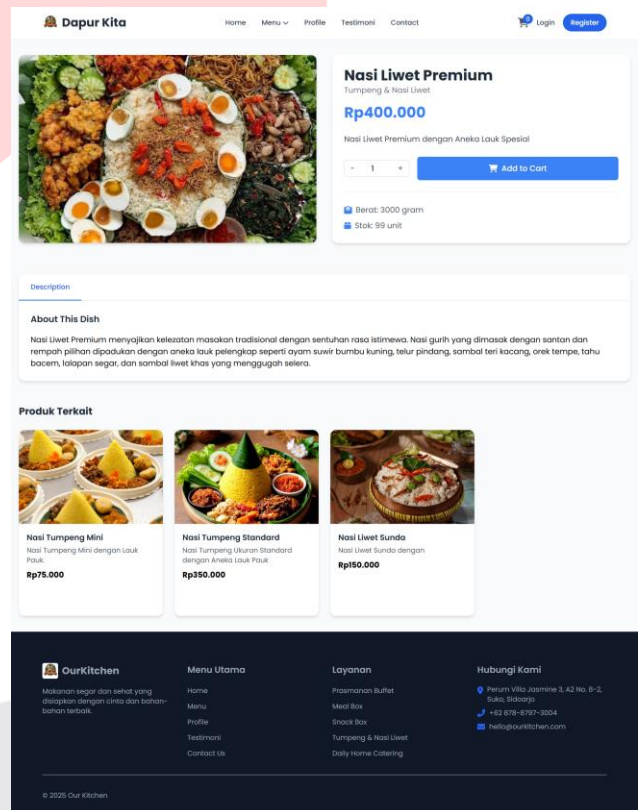 Dapur Kita
Home Menu Profile Testimoni Contact
0 Login Register
Nasi Liwet Premium
Tumpeng & Nasi Liwet
Rp400.000
Nasi Liwet Premium dengan Aneka Lauk Spesial
- 1 + Add to Cart
Berat: 3000 gram
Stok: 99 unit
Description
About This Dish
Nasi Liwet Premium menyajikan kelezatan masakan tradisional dengan sentuhan rasa istimewa. Nasi gurih yang dimasak dengan santan dan
rempah pilihan dipadukan dengan aneka lauk pelengkap seperti ayam suwir bumbu kuning, telur pindang, sambal teri kacang, orek tempe, tahu
bacem, lalapan segar, dan sambal liwet khas yang menggugah selera.
Produk Terkait
Nasi Tumpeng Mini
Nasi Tumpeng Mini dengan Lauk
Pauk.
Rp75.000
Nasi Tumpeng Standard
Nasi Tumpeng Ukuran Standard
dengan Aneka Lauk Pauk
Rp350.000
Nasi Liwet Sunda
Nasi Liwet Sunda dengan
Rp150.000
OurKitchen
Makanan segar dan sehat yang
disiapkan dengan cinta dan bahan-
bahan terbaik.
Menu Utama
Home
Menu
Profile
Testimoni
Contact Us
Layanan
Prasmanan Buffet
Meal Box
Snack Box
Tumpeng & Nasi Liwet
Daily Home Catering
Hubungi Kami
Perum Villa Jasmine 3, A2 No. B-2,
Suko, Sidoarjo
+62 878-8797-3004
hello@ourkitchen.com
© 2025 Our Kitchen